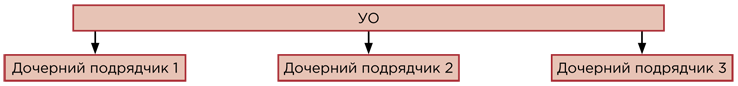 УО
Дочерний подрядчик 1
Дочерний подрядчик 2
Дочерний подрядчик 3